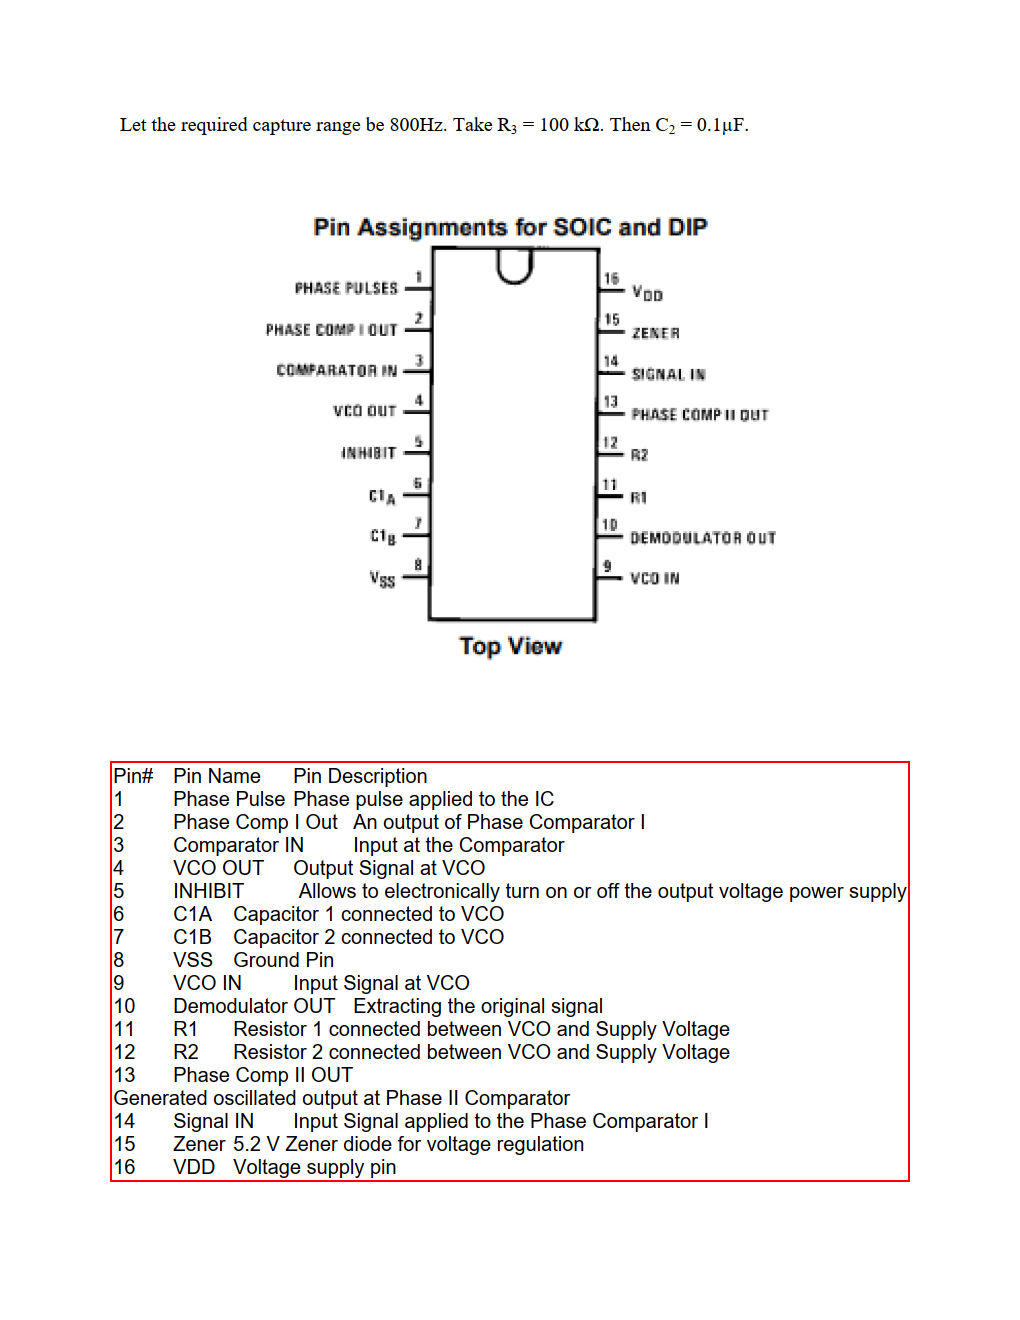 Let the required capture range be 800Hz. Take R₃ = 100 kΩ. Then C₂ = 0.1µF.
Pin Assignments for SOIC and DIP
PHASE PULSES 1
PHASE COMP I OUT 2
COMPARATOR IN 3
VCO OUT 4
INHIBIT 5
C1A 6
C1B 7
VSS 8
16 VDD
15 ZENER
14 SIGNAL IN
13 PHASE COMP II OUT
12 R2
11 R1
10 DEMODULATOR OUT
9 VCO IN
Top View
Pin# Pin Name Pin Description
1 Phase Pulse Phase pulse applied to the IC
2 Phase Comp I Out An output of Phase Comparator I
3 Comparator IN Input at the Comparator
4 VCO OUT Output Signal at VCO
5 INHIBIT Allows to electronically turn on or off the output voltage power supply
6 C1A Capacitor 1 connected to VCO
7 C1B Capacitor 2 connected to VCO
8 VSS Ground Pin
9 VCO IN Input Signal at VCO
10 Demodulator OUT Extracting the original signal
11 R1 Resistor 1 connected between VCO and Supply Voltage
12 R2 Resistor 2 connected between VCO and Supply Voltage
13 Phase Comp II OUT
Generated oscillated output at Phase II Comparator
14 Signal IN Input Signal applied to the Phase Comparator I
15 Zener 5.2 V Zener diode for voltage regulation
16 VDD Voltage supply pin